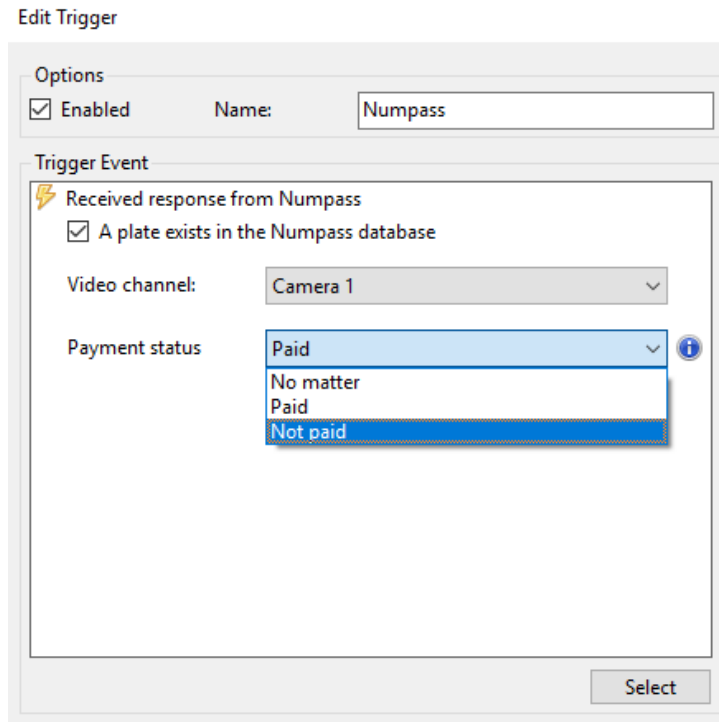 Edit Trigger
Options
Enabled Name: Numpass
Trigger Event
Received response from Numpass
A plate exists in the Numpass database
Video channel: Camera 1
Payment status Paid
No matter
Paid
Not paid
Select